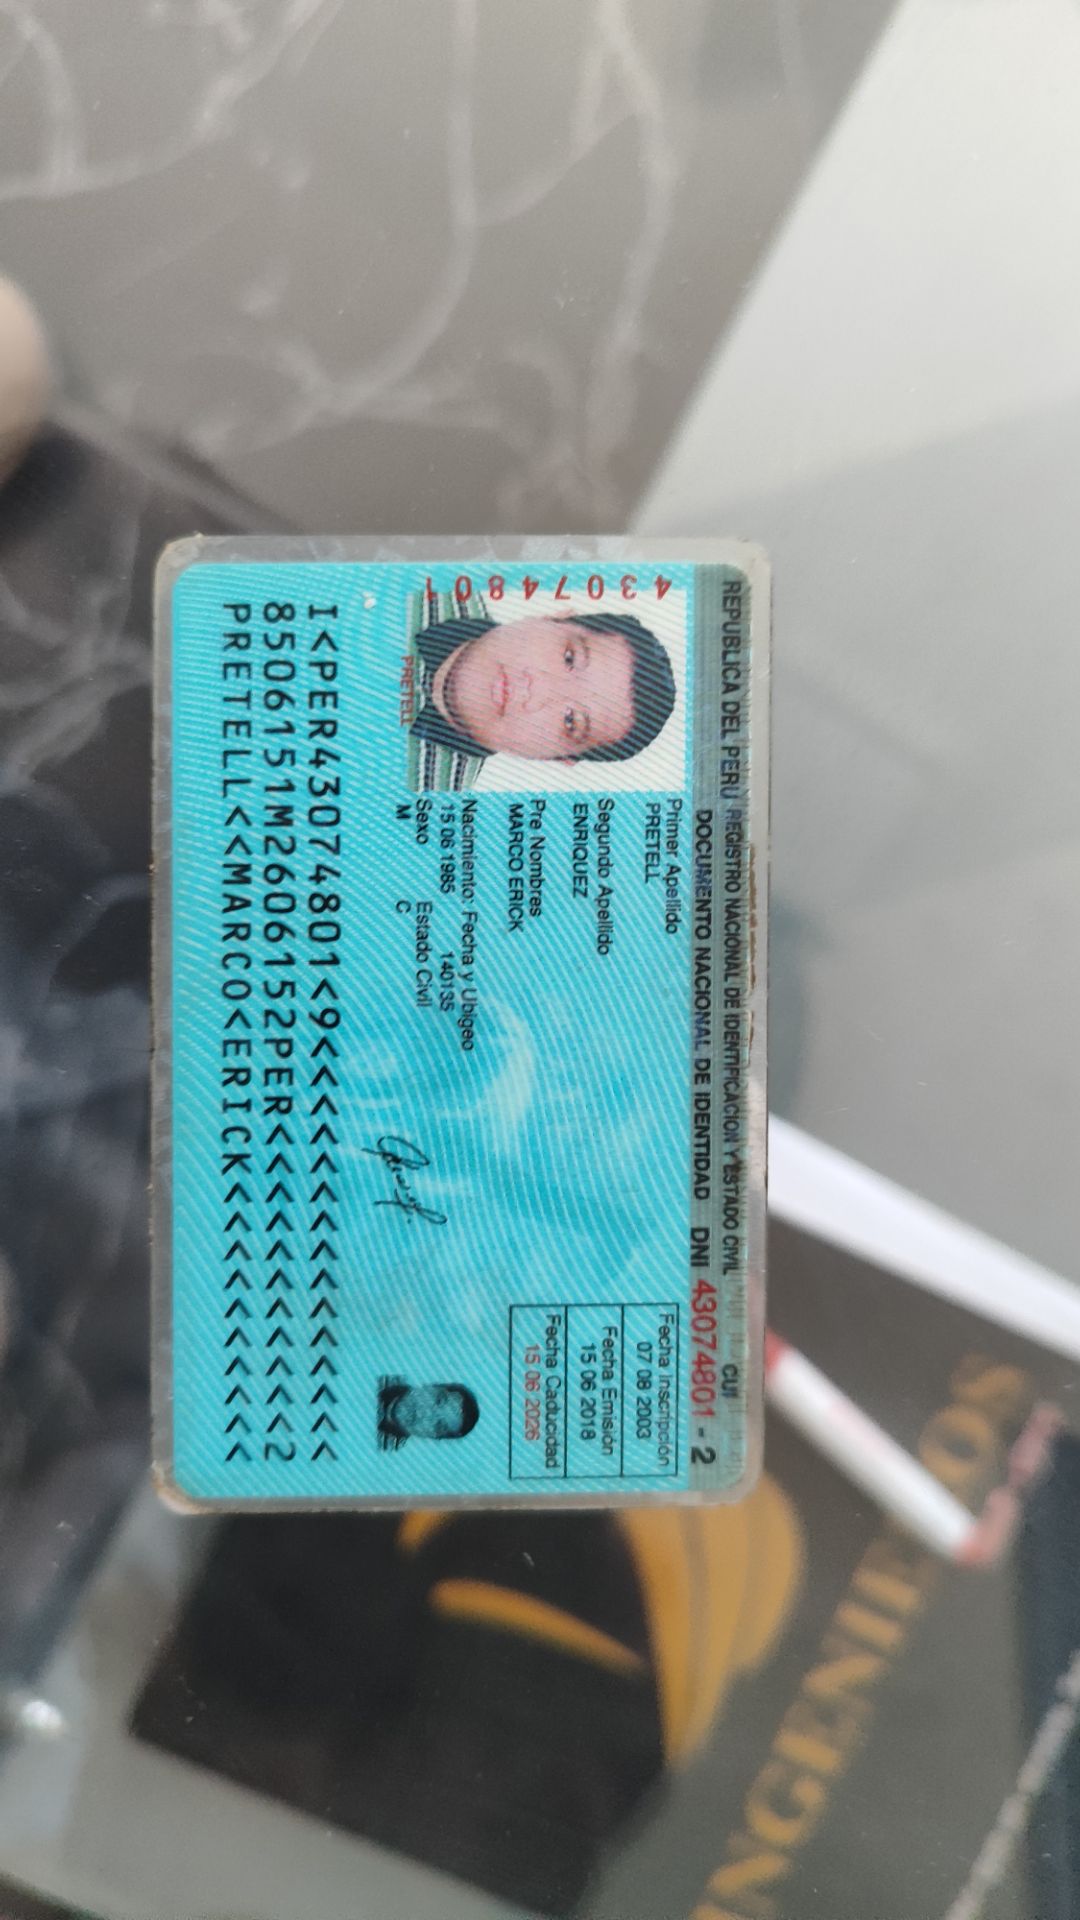 REPUBLICA DEL PERU REGISTRO NACIONAL DE IDENTIFICACION Y ESTADO CIVIL CUI
DOCUMENTO NACIONAL DE IDENTIDAD DNI 43074801 - 2
Primer Apellido
PRETELL
Segundo Apellido
ENRIQUEZ
Pre Nombres
MARCO ERICK
Nacimiento: Fecha y Ubigeo
15 06 1985 140135
Sexo Estado Civil
M C
Fecha Inscripción
07 08 2003
Fecha Emisión
15 06 2018
Fecha Caducidad
15 06 2026
43074801
PRETELL
I<PER43074801<9<<<<<<<<<<<<<<<
8506151M2606152PER<<<<<<<<<<<2
PRETELL<<MARCO<ERICK<<<<<<<<<<
INGENIEROS